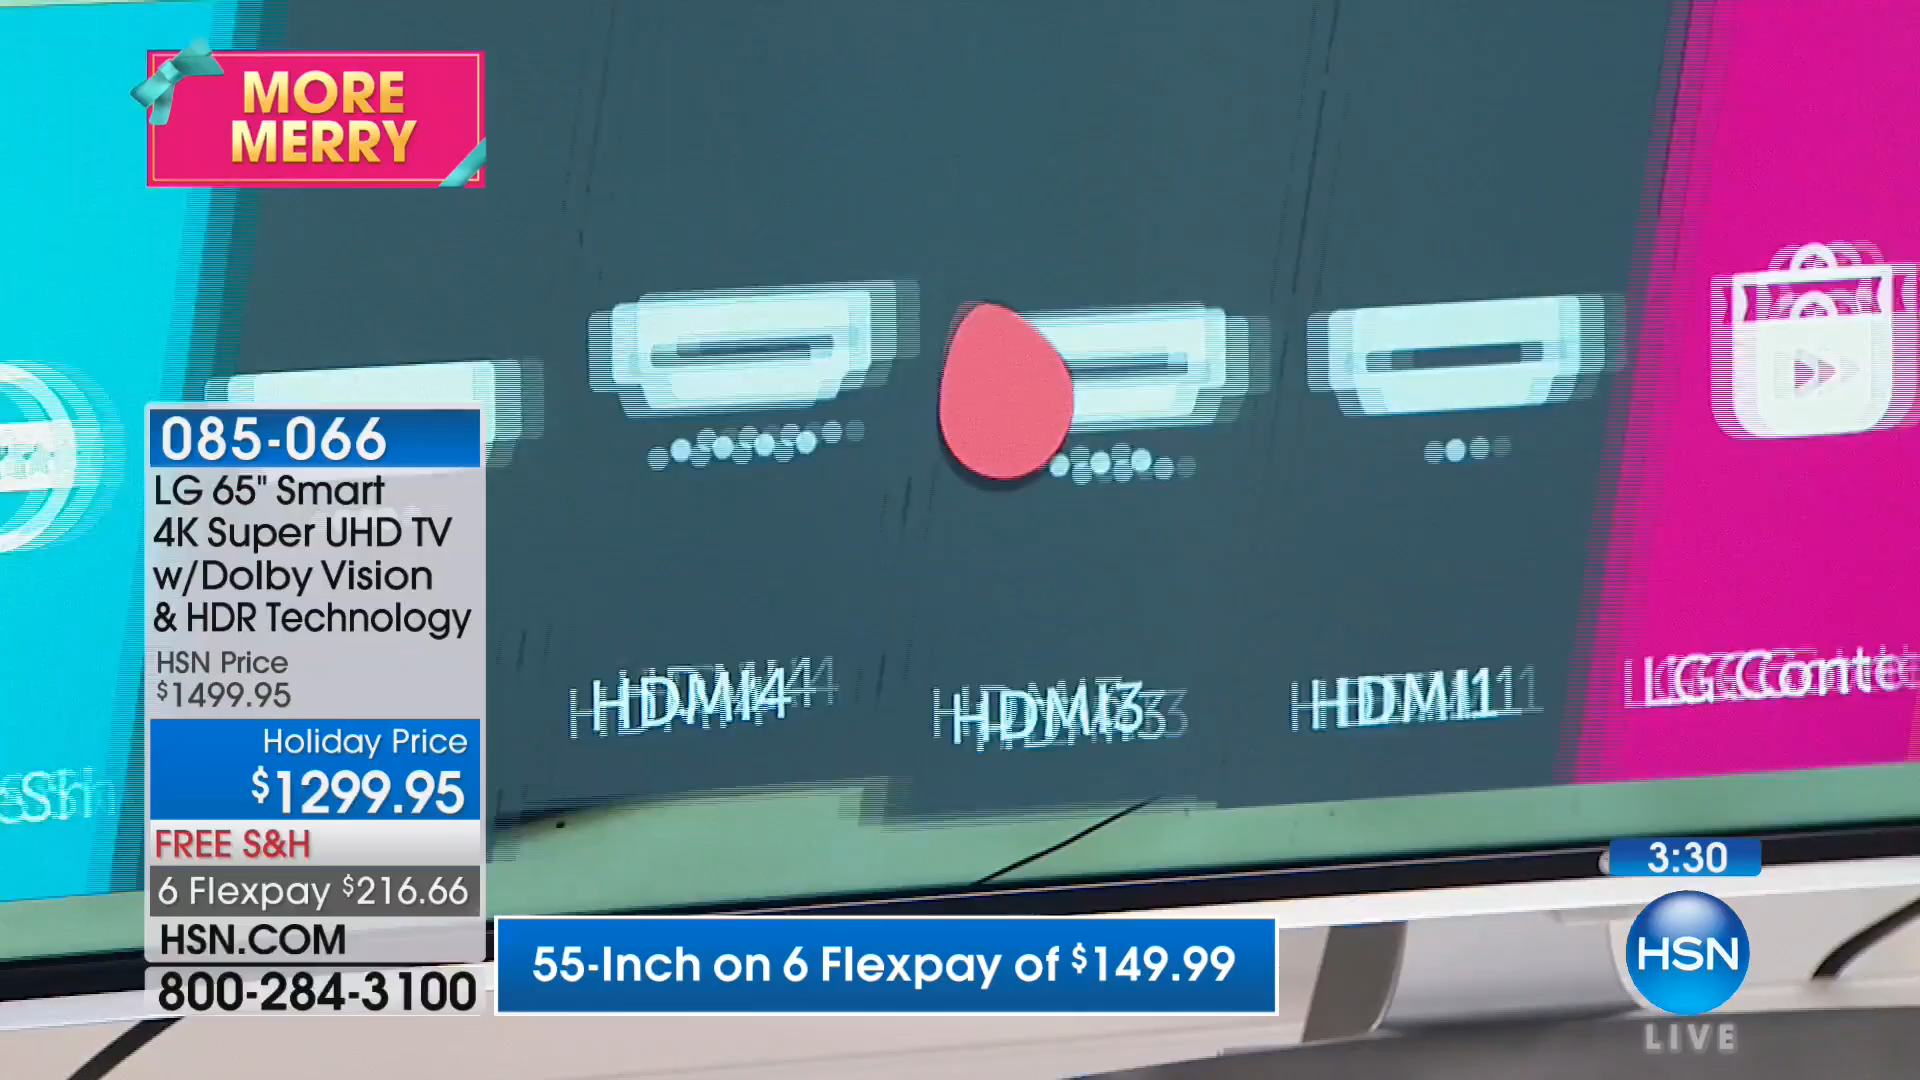 MORE
MERRY
085-066
LG 65" Smart
4K Super UHD TV
w/Dolby Vision
& HDR Technology
HSN Price
$1499.95
Holiday Price
$1299.95
FREE S&H
6 Flexpay $216.66
HSN.COM
800-284-3100
HDMI4
HDMI3
HDMI1
LG Conte
55-Inch on 6 Flexpay of $149.99
3:30
HSN
LIVE